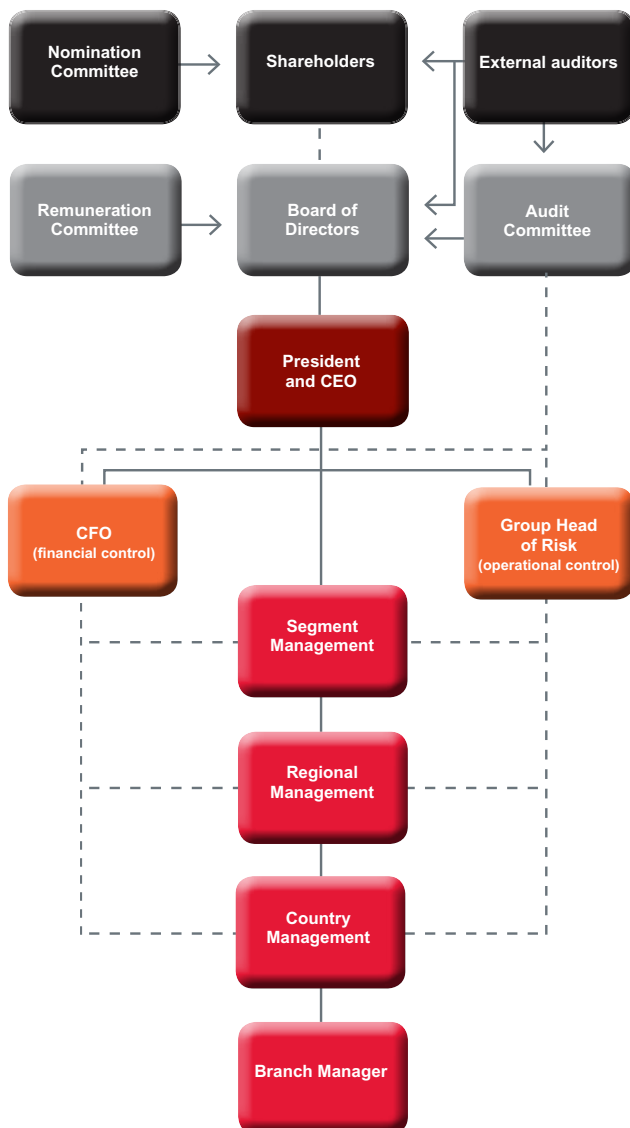 Nomination
Committee
Shareholders
External auditors
Remuneration
Committee
Board of
Directors
Audit
Committee
President
and CEO
CFO
(financial control)
Group Head
of Risk
(operational control)
Segment
Management
Regional
Management
Country
Management
Branch Manager